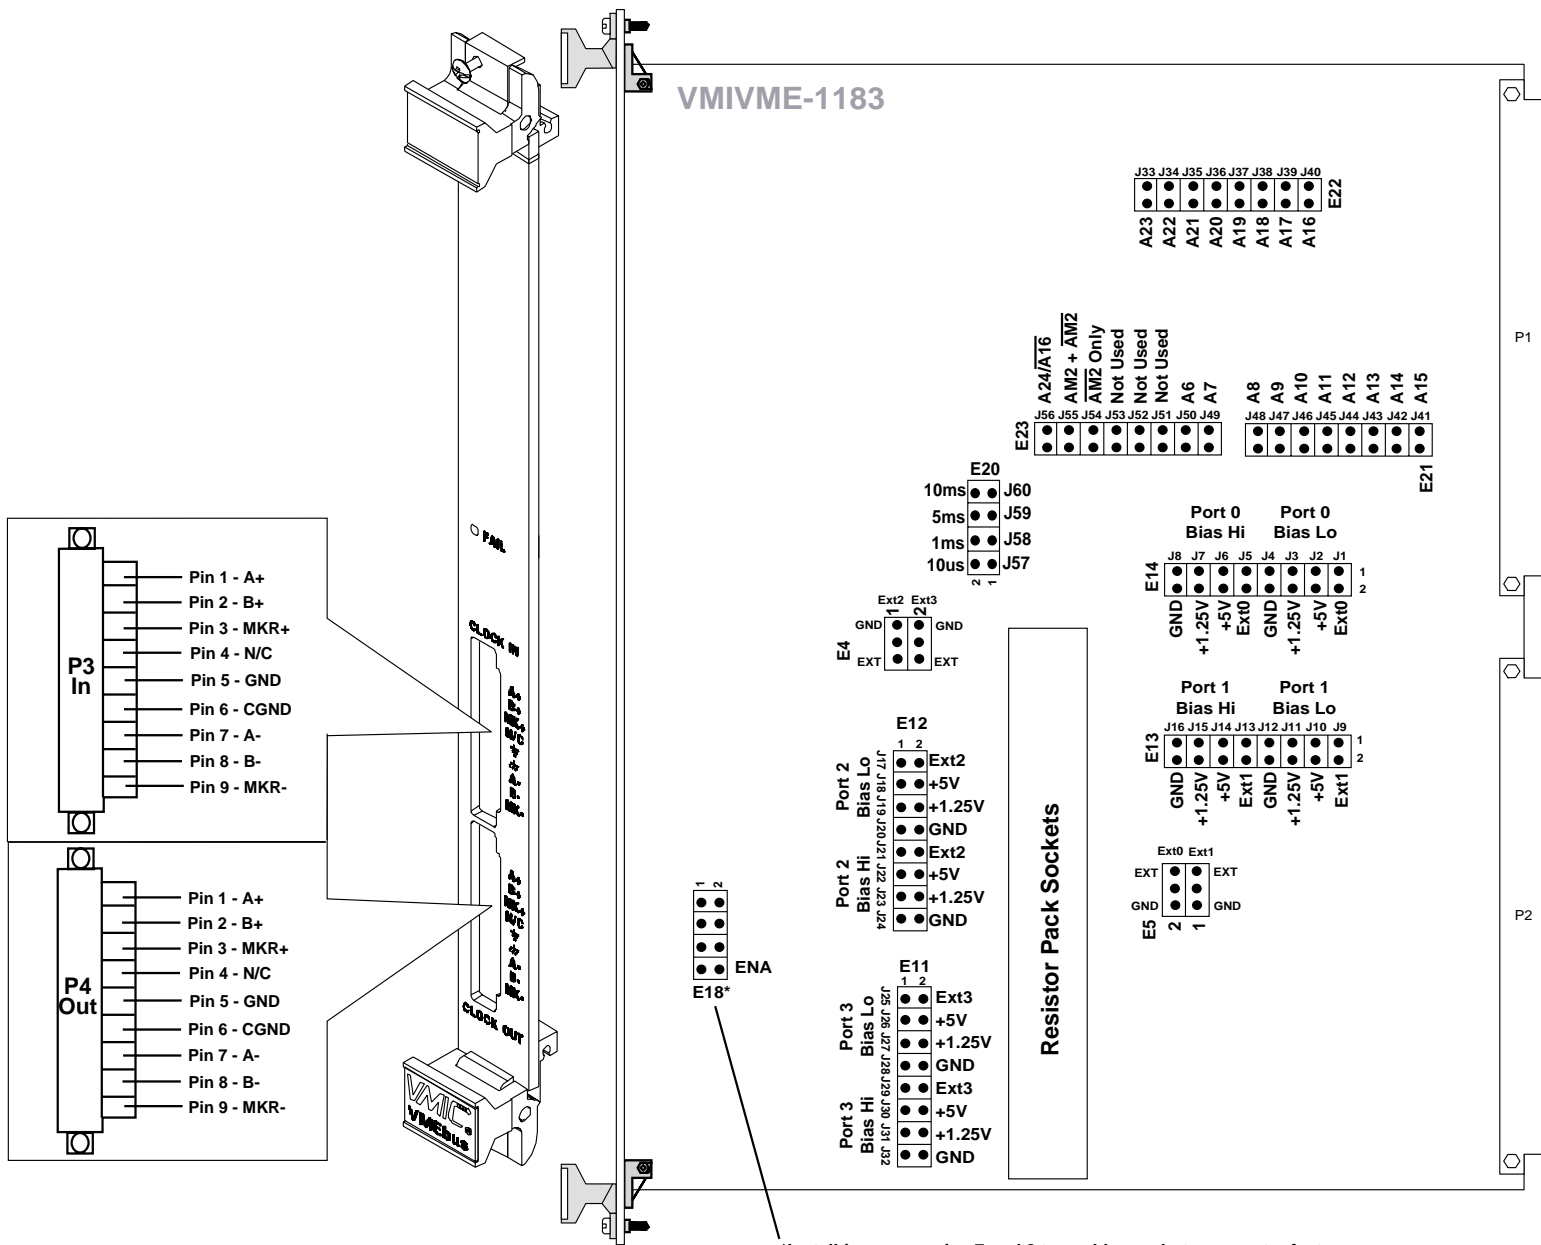 VMIVME-1183
J33 J34 J35 J36 J37 J38 J39 J40
E22
A23 A22 A21 A20 A19 A18 A17 A16
A24/A16
AM2 + AM2
AM2 Only
Not Used
Not Used
Not Used
A6
A7
J56 J55 J54 J53 J52 J51 J50 J49
E23
A8 A9 A10 A11 A12 A13 A14 A15
J48 J47 J46 J45 J44 J43 J42 J41
E21
P1
E20
10ms J60
5ms J59
1ms J58
10us J57
2 1
Port 0 Bias Hi
Port 0 Bias Lo
J8 J7 J6 J5 J4 J3 J2 J1
E14
1
2
GND +1.25V +5V Ext0 GND +1.25V +5V Ext0
Ext2 Ext3
1 2
GND GND
E4
EXT EXT
Port 1 Bias Hi
Port 1 Bias Lo
J16 J15 J14 J13 J12 J11 J10 J9
E13
1
2
GND +1.25V +5V Ext1 GND +1.25V +5V Ext1
E12
1 2
Port 2 Bias Lo
J17 Ext2
J18 +5V
J19 +1.25V
J20 GND
Port 2 Bias Hi
J21 Ext2
J22 +5V
J23 +1.25V
J24 GND
Resistor Pack Sockets
Ext0 Ext1
EXT EXT
GND GND
E5
2 1
P2
1 2
ENA
E18*
E11
1 2
Port 3 Bias Lo
J25 Ext3
J26 +5V
J27 +1.25V
J28 GND
Port 3 Bias Hi
J29 Ext3
J30 +5V
J31 +1.25V
J32 GND
FAIL
CLOCK IN
A+
B+
MK+
N/C
A-
B-
MK-
A+
B+
MK+
N/C
A-
B-
MK-
CLOCK OUT
VMIC
VMEbus
P3
In
Pin 1 - A+
Pin 2 - B+
Pin 3 - MKR+
Pin 4 - N/C
Pin 5 - GND
Pin 6 - CGND
Pin 7 - A-
Pin 8 - B-
Pin 9 - MKR-
P4
Out
Pin 1 - A+
Pin 2 - B+
Pin 3 - MKR+
Pin 4 - N/C
Pin 5 - GND
Pin 6 - CGND
Pin 7 - A-
Pin 8 - B-
Pin 9 - MKR-